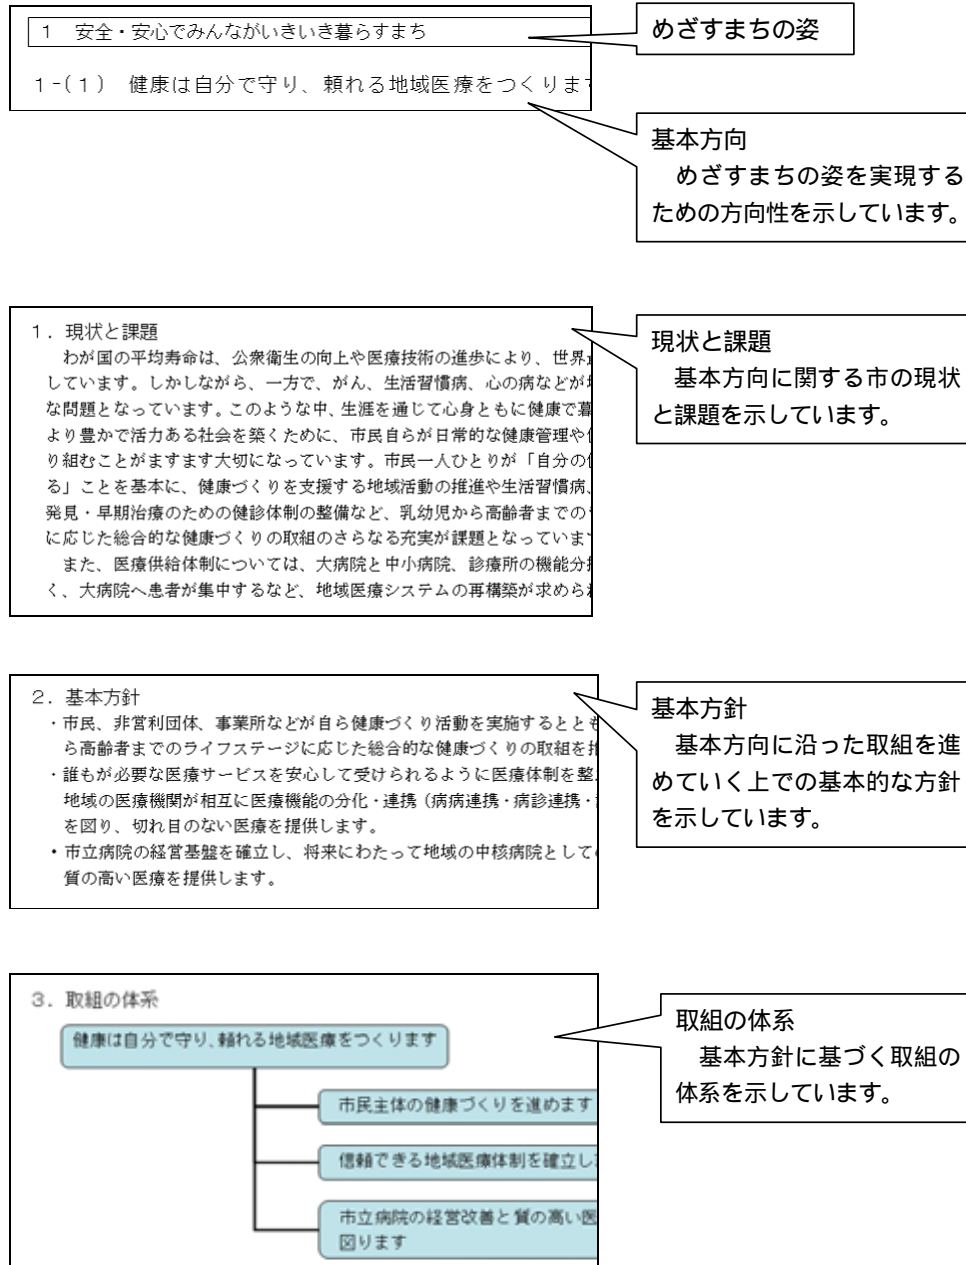 1 安全・安心でみんながいきいき暮らすまち
めざすまちの姿
1-(1) 健康は自分で守り、頼れる地域医療をつくりま
基本方向
めざすまちの姿を実現する
ための方向性を示しています。
1．現状と課題
わが国の平均寿命は、公衆衛生の向上や医療技術の進歩により、世界
しています。しかしながら、一方で、がん、生活習慣病、心の病などが
な問題となっています。このような中、生涯を通じて心身ともに健康で暮
より豊かで活力ある社会を築くために、市民自らが日常的な健康管理や
り組むことがますます大切になっています。市民一人ひとりが「自分の
る」ことを基本に、健康づくりを支援する地域活動の推進や生活習慣病、
発見・早期治療のための健診体制の整備など、乳幼児から高齢者までの
に応じた総合的な健康づくりの取組のさらなる充実が課題となっていま
また、医療供給体制については、大病院と中小病院、診療所の機能分
く、大病院へ患者が集中するなど、地域医療システムの再構築が求めら
現状と課題
基本方向に関する市の現状
と課題を示しています。
2．基本方針
・市民、非営利団体、事業所などが自ら健康づくり活動を実施するととも
ら高齢者までのライフステージに応じた総合的な健康づくりの取組を
・誰もが必要な医療サービスを安心して受けられるように医療体制を整
地域の医療機関が相互に医療機能の分化・連携（病病連携・病診連携・
を図り、切れ目のない医療を提供します。
・市立病院の経営基盤を確立し、将来にわたって地域の中核病院として
質の高い医療を提供します。
基本方針
基本方向に沿った取組を進
めていく上での基本的な方針
を示しています。
3．取組の体系
健康は自分で守り、頼れる地域医療をつくります
市民主体の健康づくりを進めます
信頼できる地域医療体制を確立し
市立病院の経営改善と質の高い医
図ります
取組の体系
基本方針に基づく取組の
体系を示しています。